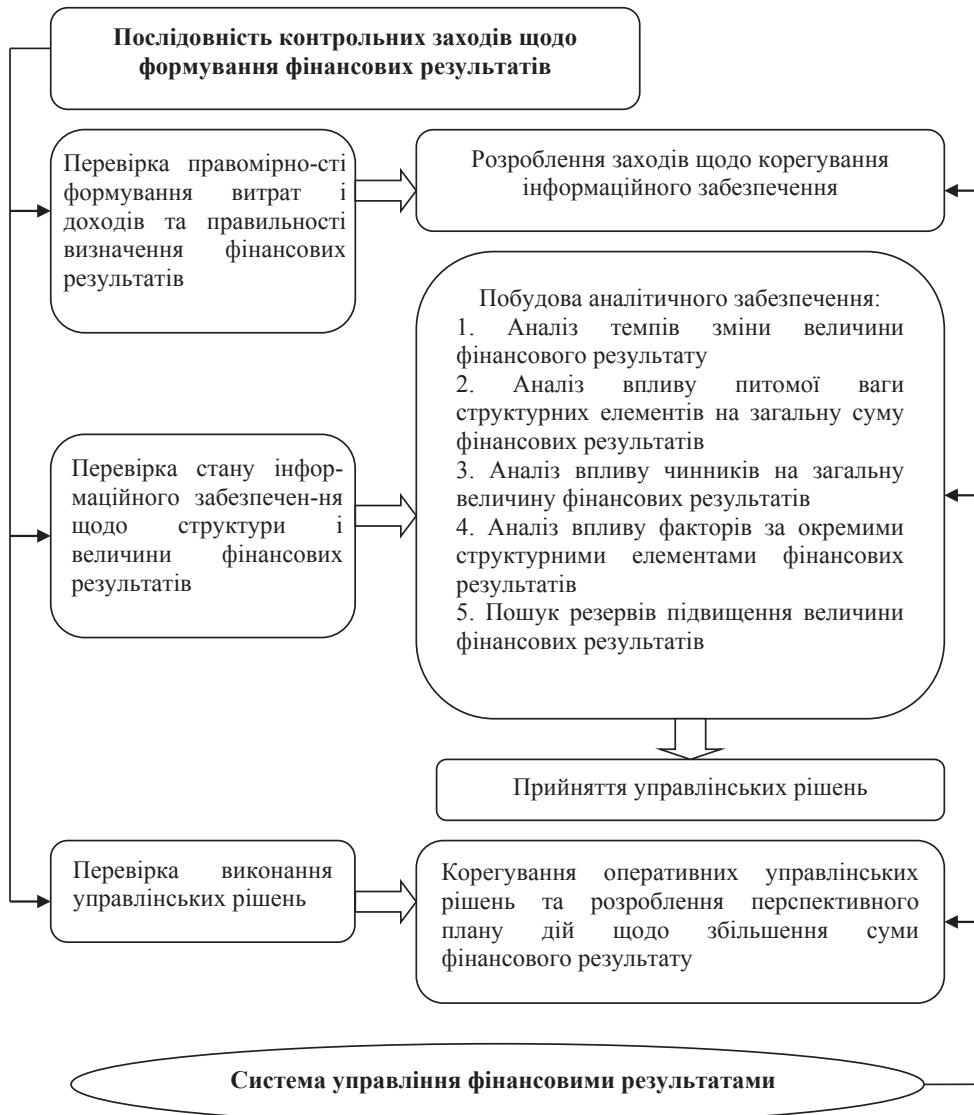 Послідовність контрольних заходів щодо
формування фінансових результатів
Перевірка правомірно-сті
формування витрат і
доходів та правильності
визначення фінансових
результатів
Розроблення заходів щодо корегування
інформаційного забезпечення
Побудова аналітичного забезпечення:
1. Аналіз темпів зміни величини
фінансового результату
2. Аналіз впливу питомої ваги
структурних елементів на загальну суму
фінансових результатів
3. Аналіз впливу чинників на загальну
величину фінансових результатів
4. Аналіз впливу факторів за окремими
структурними елементами фінансових
результатів
5. Пошук резервів підвищення величини
фінансових результатів
Перевірка стану інфор-
маційного забезпечен-ня
щодо структури і
величини фінансових
результатів
Прийняття управлінських рішень
Перевірка виконання
управлінських рішень
Корегування оперативних управлінських
рішень та розроблення перспективного
плану дій щодо збільшення суми
фінансового результату
Система управління фінансовими результатами